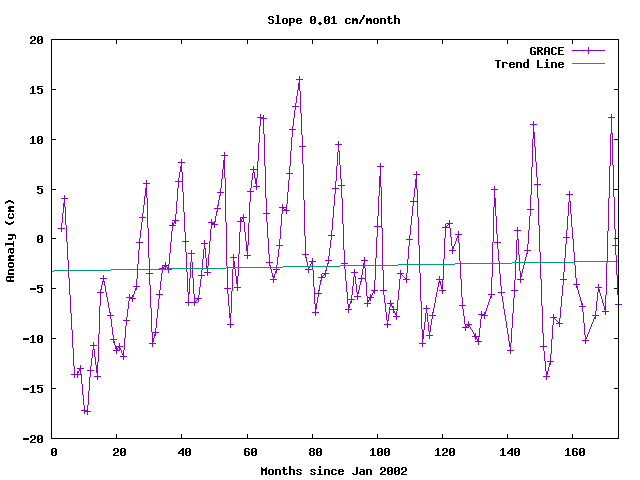 Slope 0.01 cm/month
GRACE
Trend Line
20
15
10
5
0
-5
-10
-15
-20
Anomaly (cm)
0 20 40 60 80 100 120 140 160
Months since Jan 2002